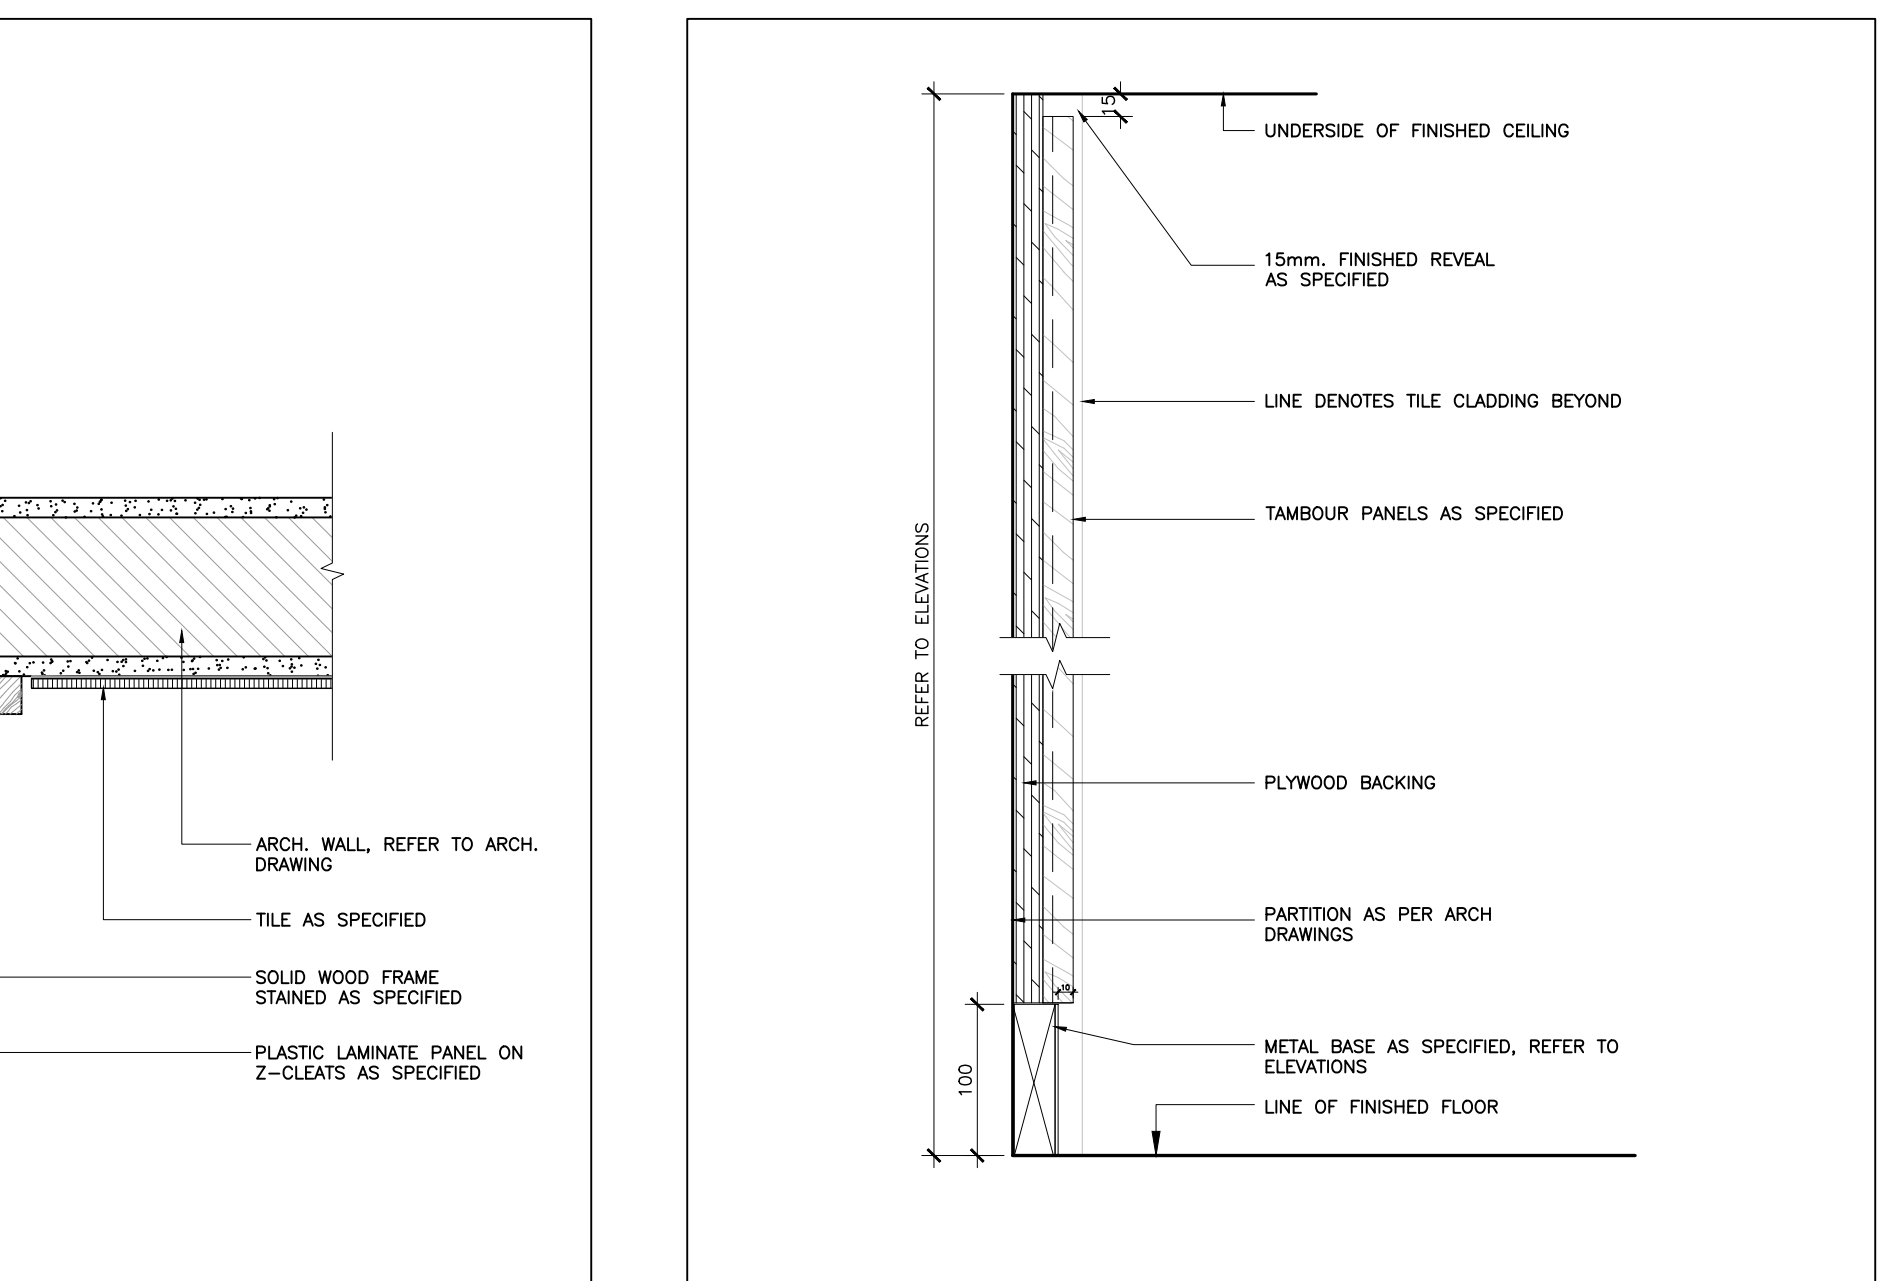 ARCH. WALL, REFER TO ARCH.
DRAWING
TILE AS SPECIFIED
SOLID WOOD FRAME
STAINED AS SPECIFIED
PLASTIC LAMINATE PANEL ON
Z-CLEATS AS SPECIFIED
15
UNDERSIDE OF FINISHED CEILING
15mm. FINISHED REVEAL
AS SPECIFIED
LINE DENOTES TILE CLADDING BEYOND
TAMBOUR PANELS AS SPECIFIED
REFER TO ELEVATIONS
PLYWOOD BACKING
PARTITION AS PER ARCH
DRAWINGS
10
METAL BASE AS SPECIFIED, REFER TO
ELEVATIONS
100
LINE OF FINISHED FLOOR